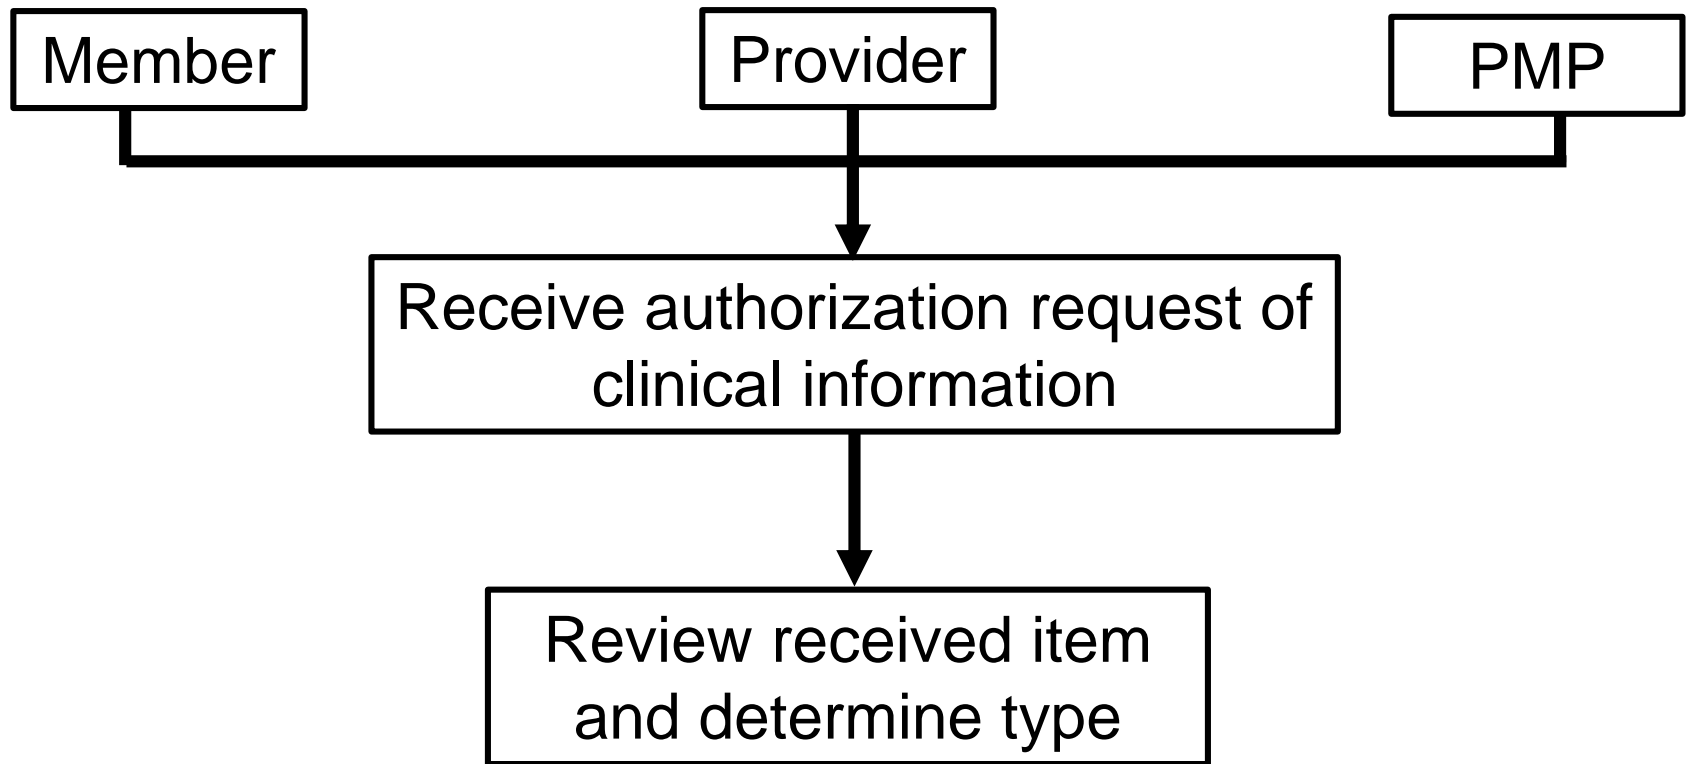 Member
Provider
PMP
Receive authorization request of
clinical information
Review received item
and determine type